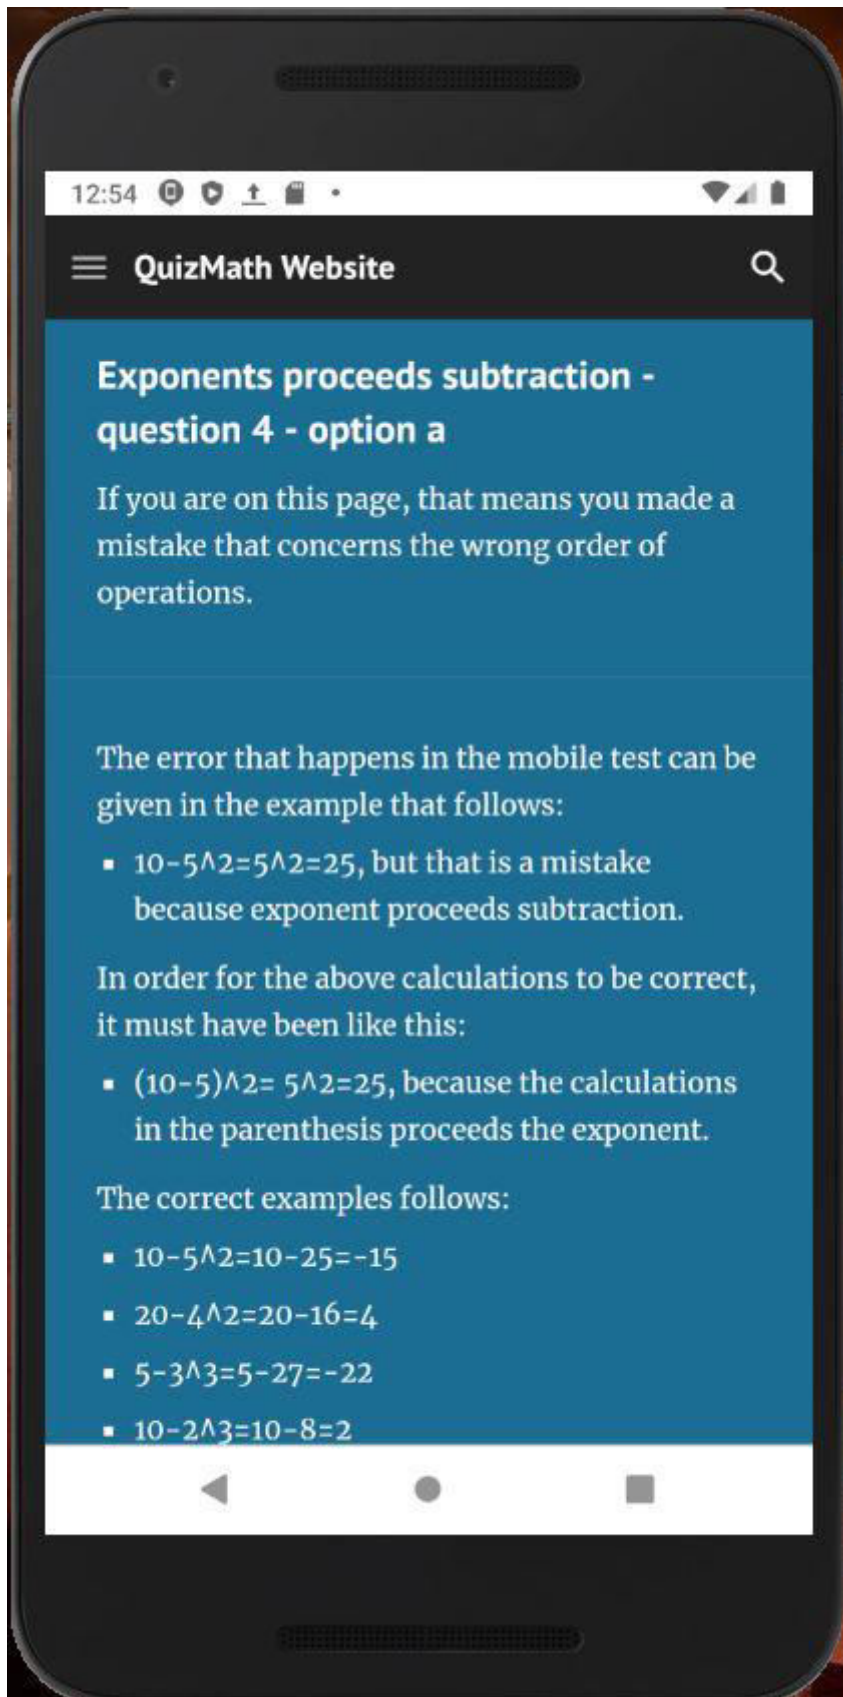 12:54
QuizMath Website
Exponents proceeds subtraction -
question 4 - option a
If you are on this page, that means you made a
mistake that concerns the wrong order of
operations.
The error that happens in the mobile test can be
given in the example that follows:
▪ 10-5^2=5^2=25, but that is a mistake
because exponent proceeds subtraction.
In order for the above calculations to be correct,
it must have been like this:
▪ (10-5)^2= 5^2=25, because the calculations
in the parenthesis proceeds the exponent.
The correct examples follows:
▪ 10-5^2=10-25=-15
▪ 20-4^2=20-16=4
▪ 5-3^3=5-27=-22
▪ 10-2^3=10-8=2